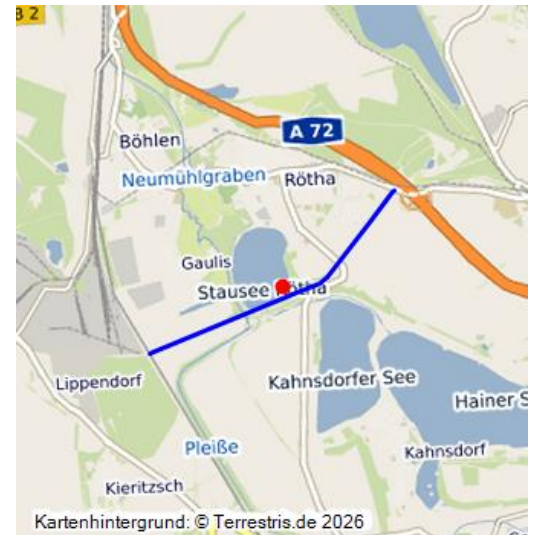 B 2
A 72
Böhlen
Neumühlgraben
Rötha
Gaulis
Stausee Rötha
Lippendorf
Kahnsdorfer See
Hainer S
Pleiße
Kahnsdorf
Kieritzsch
Kartenhintergrund: © Terrestris.de 2026